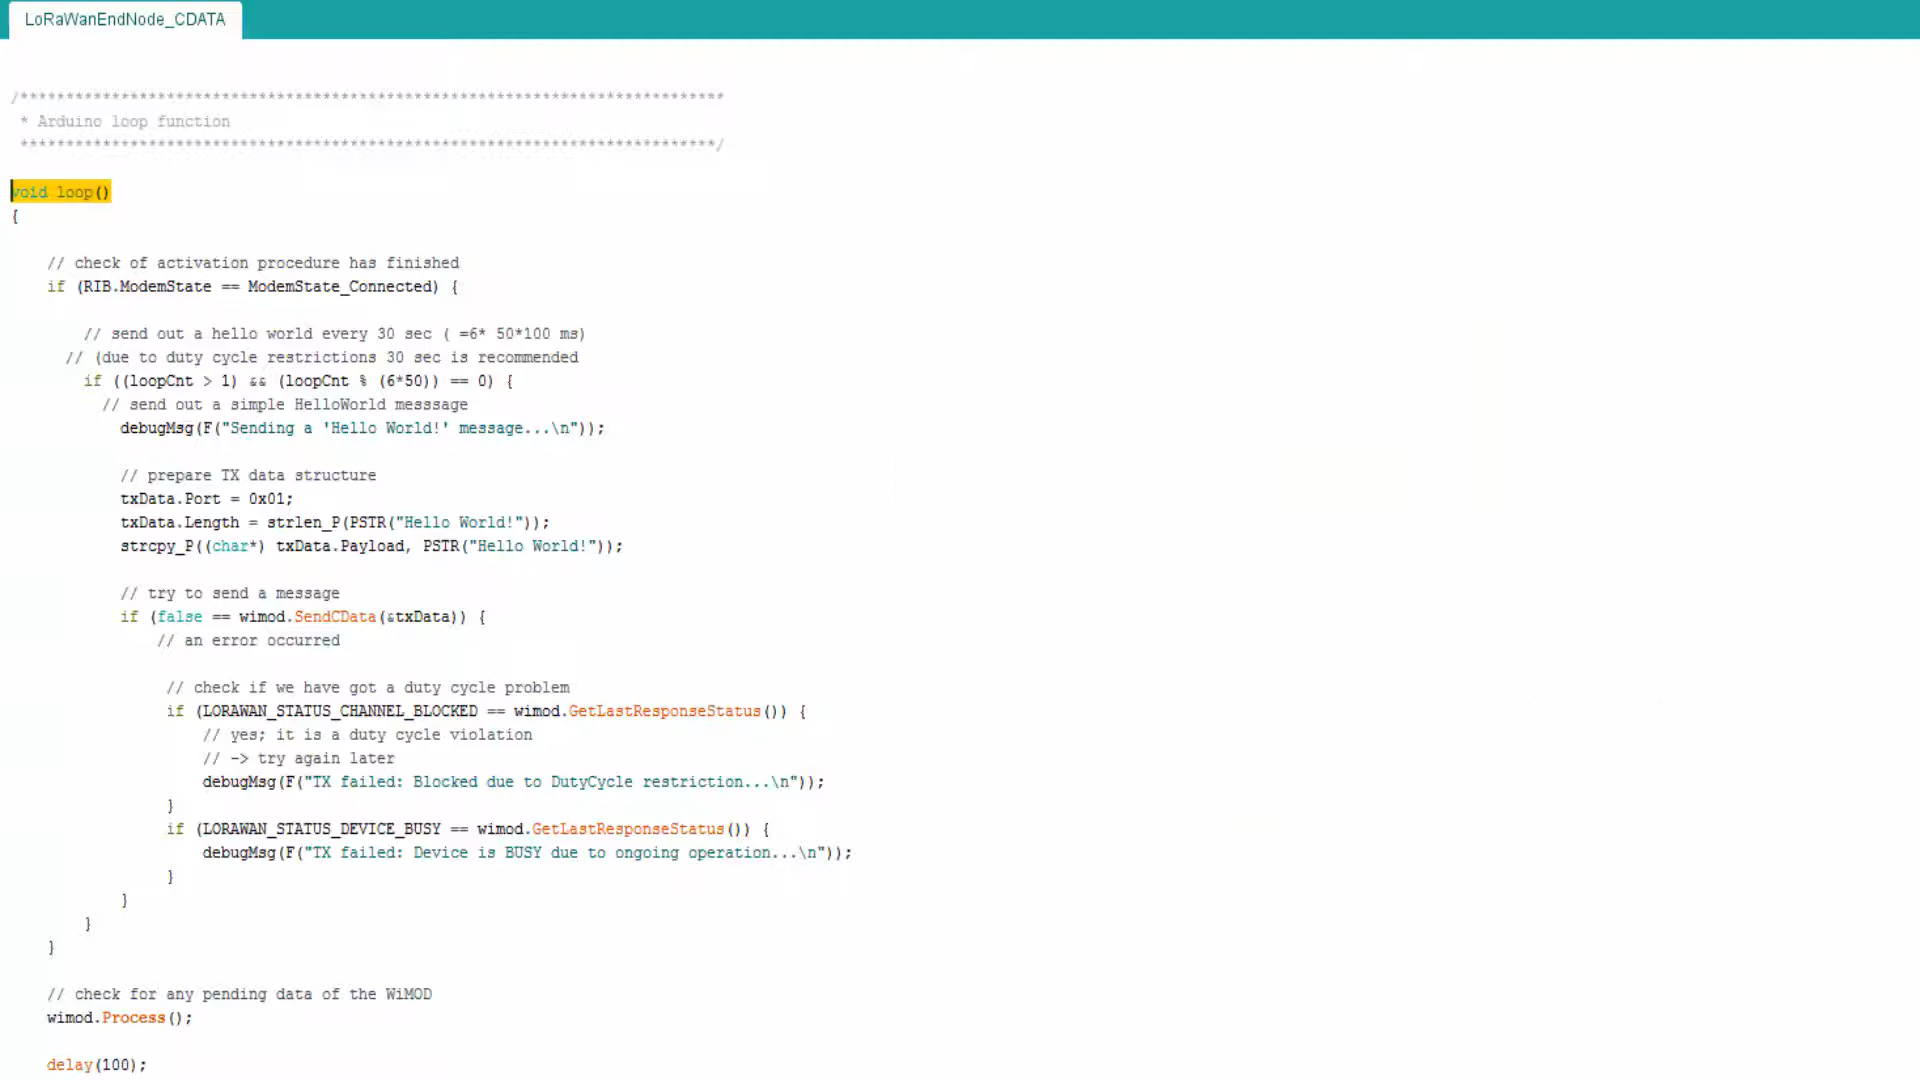 LoRaWanEndNode_CDATA
/*****************************************************************************
* Arduino loop function
****************************************************************************/
void loop()
{
// check of activation procedure has finished
if (RIB.ModemState == ModemState_Connected) {
// send out a hello world every 30 sec ( =6* 50*100 ms)
// (due to duty cycle restrictions 30 sec is recommended
if ((loopCnt > 1) && (loopCnt % (6*50)) == 0) {
// send out a simple HelloWorld messsage
debugMsg(F("Sending a 'Hello World!' message...\n"));
// prepare TX data structure
txData.Port = 0x01;
txData.Length = strlen_P(PSTR("Hello World!"));
strcpy_P((char*) txData.Payload, PSTR("Hello World!"));
// try to send a message
if (false == wimod.SendCData(&txData)) {
// an error occurred
// check if we have got a duty cycle problem
if (LORAWAN_STATUS_CHANNEL_BLOCKED == wimod.GetLastResponseStatus()) {
// yes; it is a duty cycle violation
// -> try again later
debugMsg(F("TX failed: Blocked due to DutyCycle restriction...\n"));
}
if (LORAWAN_STATUS_DEVICE_BUSY == wimod.GetLastResponseStatus()) {
debugMsg(F("TX failed: Device is BUSY due to ongoing operation...\n"));
}
}
}
}
// check for any pending data of the WiMOD
wimod.Process();
delay(100);